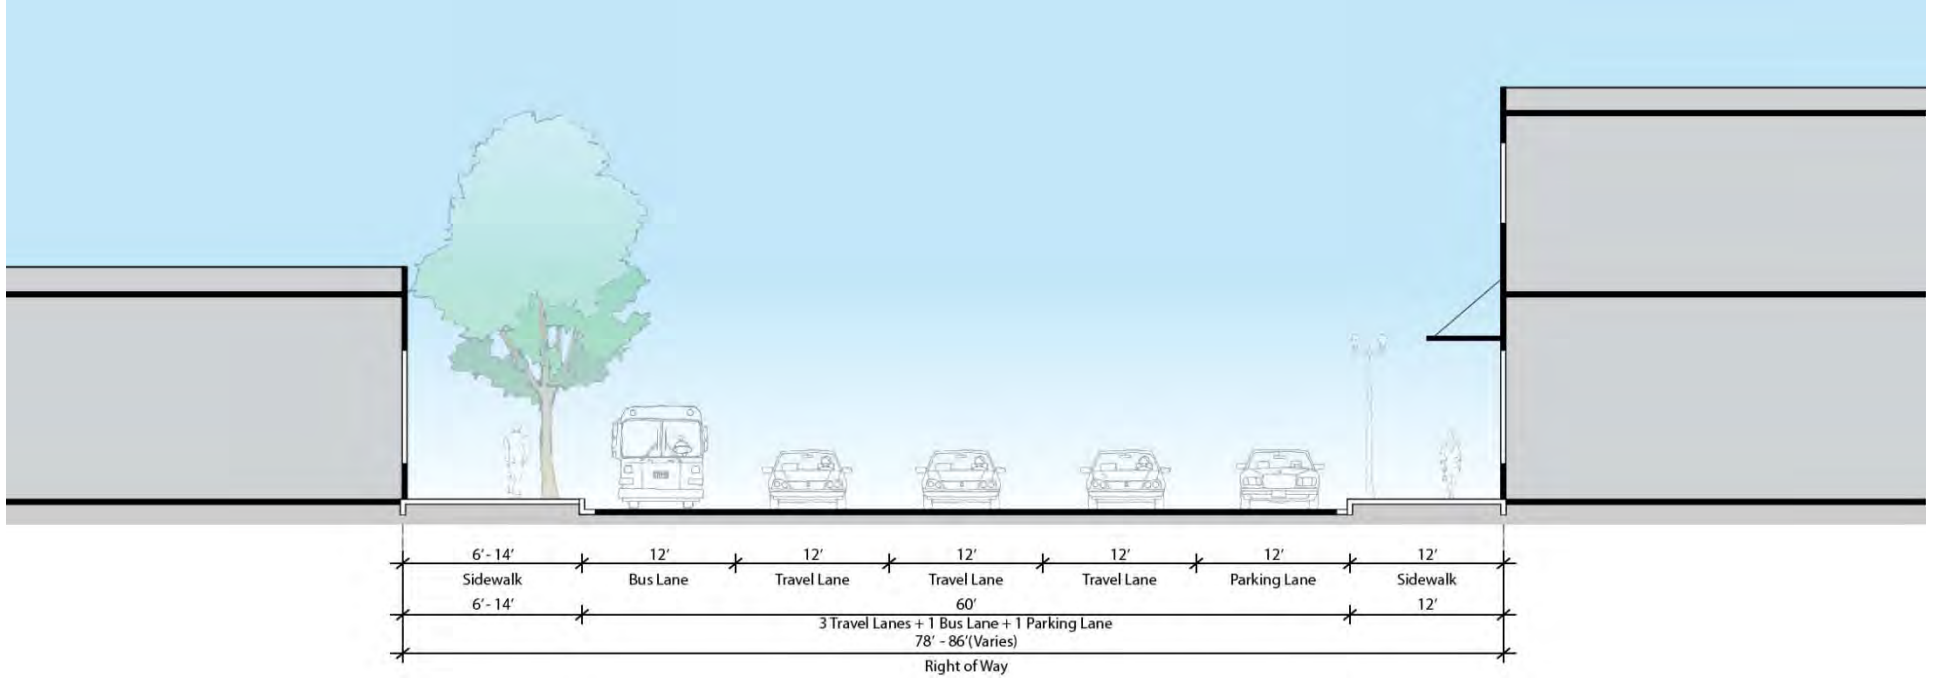 6'- 14' 12' 12' 12' 12' 12' 12'
Sidewalk Bus Lane Travel Lane Travel Lane Travel Lane Parking Lane Sidewalk
6'- 14' 60' 12'
3 Travel Lanes + 1 Bus Lane + 1 Parking Lane
78' - 86'(Varies)
Right of Way